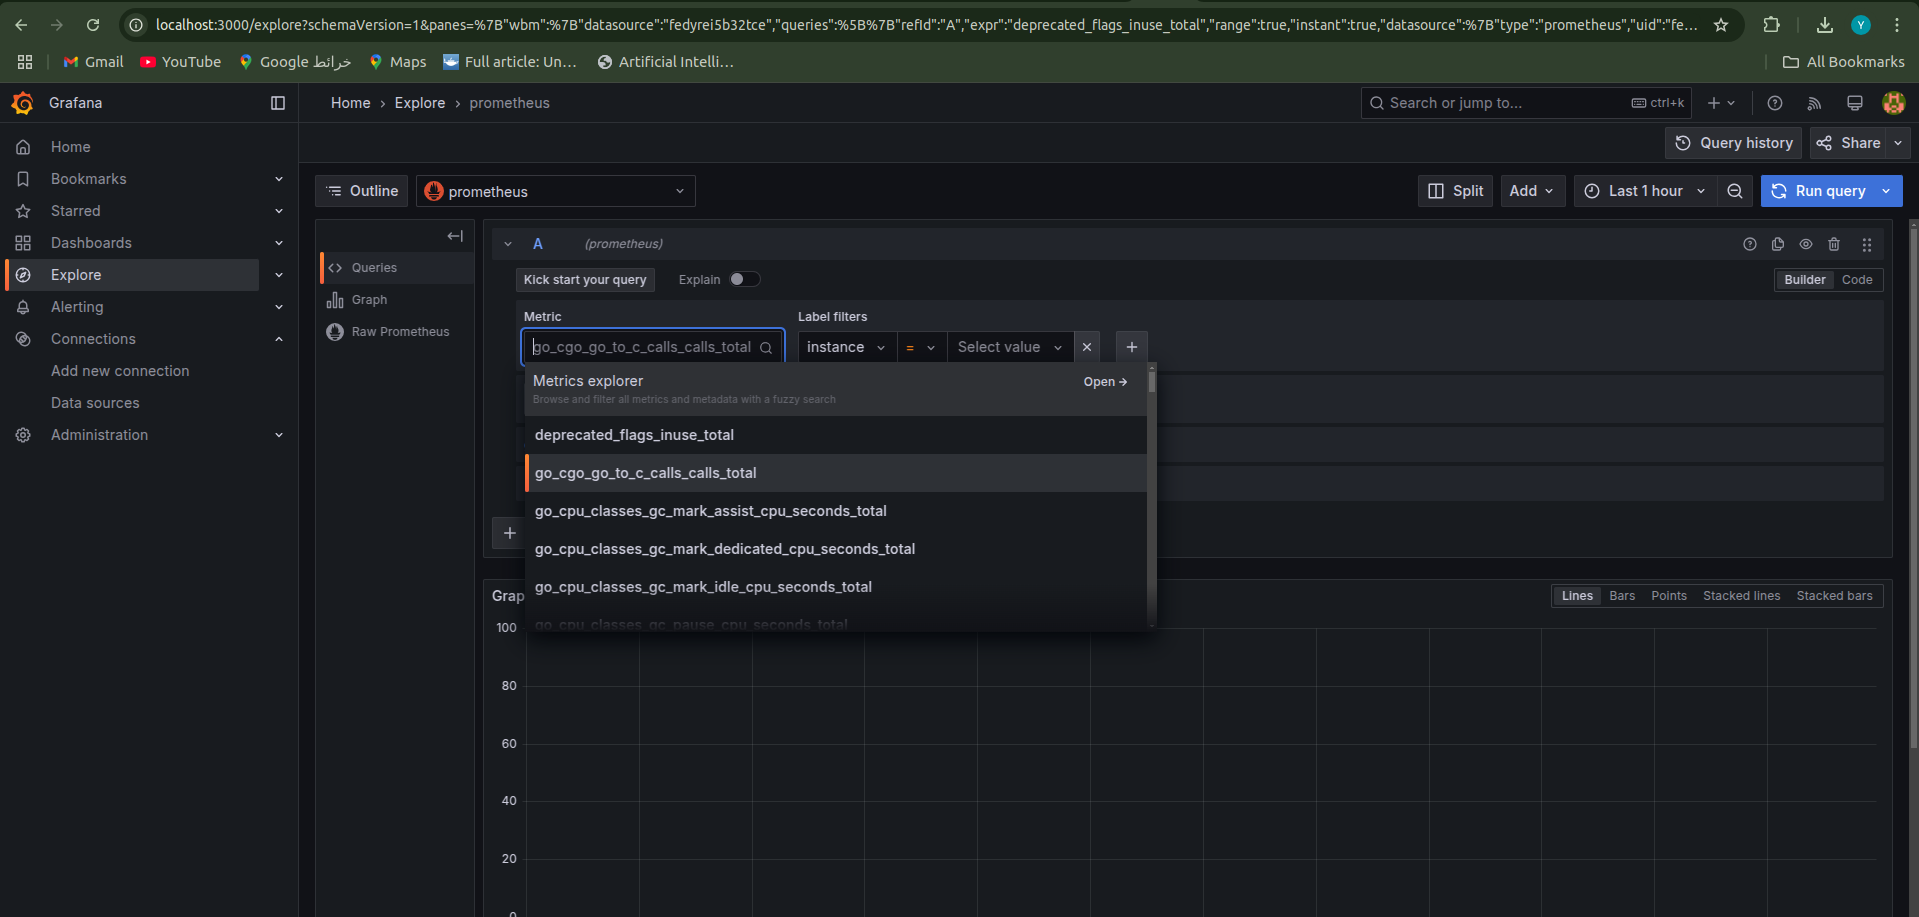 localhost:3000/explore?schemaVersion=1&panes=%7B"wbm":%7B"datasource":"fedyrei5b32tce","queries":%5B%7B"refId":"A","expr":"deprecated_flags_inuse_total","range":true,"instant":true,"datasource":%7B"type":"prometheus","uid":"fe...
Y
Gmail YouTube Google خرائط Maps Full article: Un... Artificial Intelli... All Bookmarks
Grafana Home › Explore › prometheus Search or jump to... ctrl+k
Query history Share
Home
Bookmarks
Starred
Dashboards
Explore
Alerting
Connections
Add new connection
Data sources
Administration
Outline prometheus Split Add Last 1 hour Run query
Queries
Graph
Raw Prometheus
A (prometheus)
Kick start your query Explain Builder Code
Metric Label filters
go_cgo_go_to_c_calls_calls_total instance = Select value
Metrics explorer Open
Browse and filter all metrics and metadata with a fuzzy search
deprecated_flags_inuse_total
go_cgo_go_to_c_calls_calls_total
go_cpu_classes_gc_mark_assist_cpu_seconds_total
go_cpu_classes_gc_mark_dedicated_cpu_seconds_total
go_cpu_classes_gc_mark_idle_cpu_seconds_total
go_cpu_classes_gc_pause_cpu_seconds_total
Grap Lines Bars Points Stacked lines Stacked bars
100
80
60
40
20
0